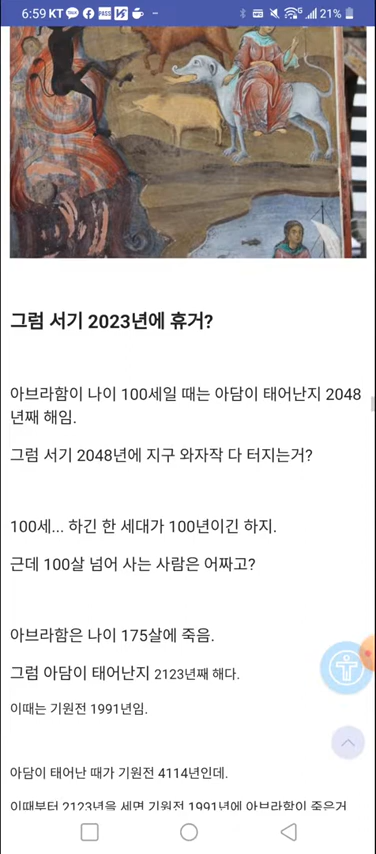 6:59 KT PASS 21%
그럼 서기 2023년에 휴거?
아브라함이 나이 100세일 때는 아담이 태어난지 2048
년째 해임.
그럼 서기 2048년에 지구 와자작 다 터지는거?
100세... 하긴 한 세대가 100년이긴 하지.
근데 100살 넘어 사는 사람은 어짜고?
아브라함은 나이 175살에 죽음.
그럼 아담이 태어난지 2123년째 해다.
이때는 기원전 1991년임.
아담이 태어난 때가 기원전 4114년인데.
이때부터 2123년을 세면 기원전 1991년에 아브라함이 죽은거